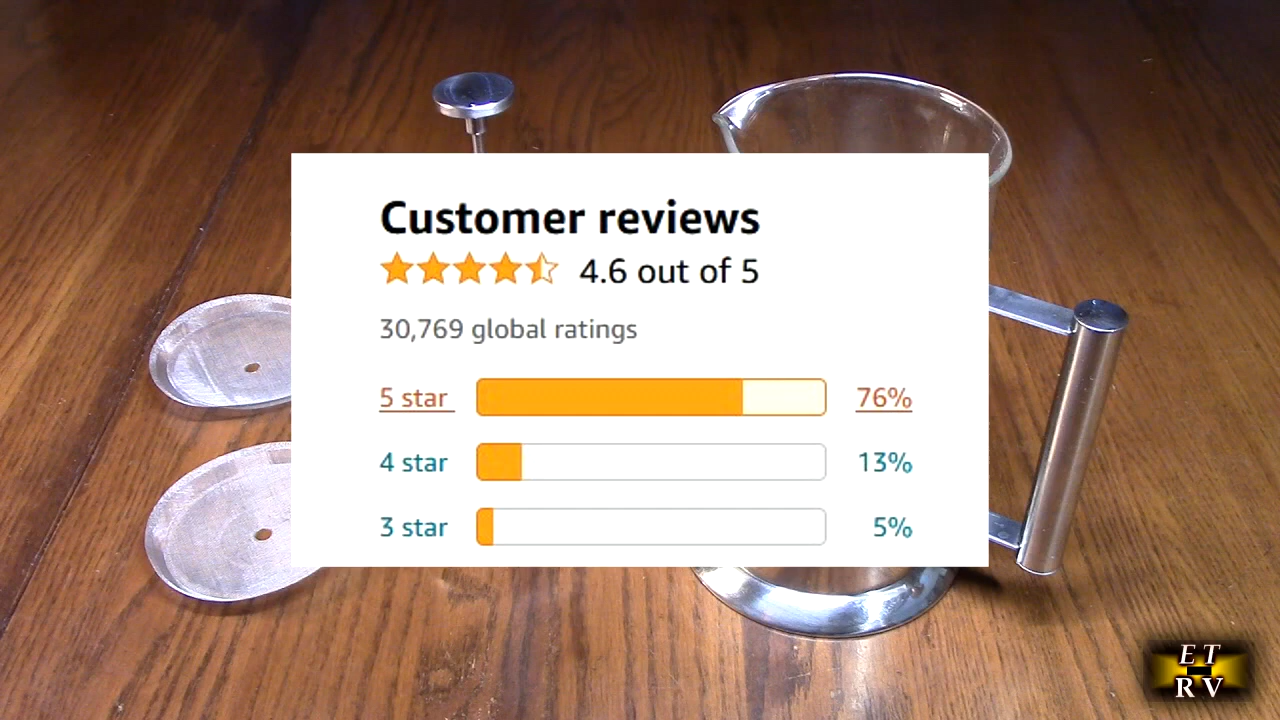 Customer reviews
4.6 out of 5
30,769 global ratings
5 star 76%
4 star 13%
3 star 5%
E T
R V